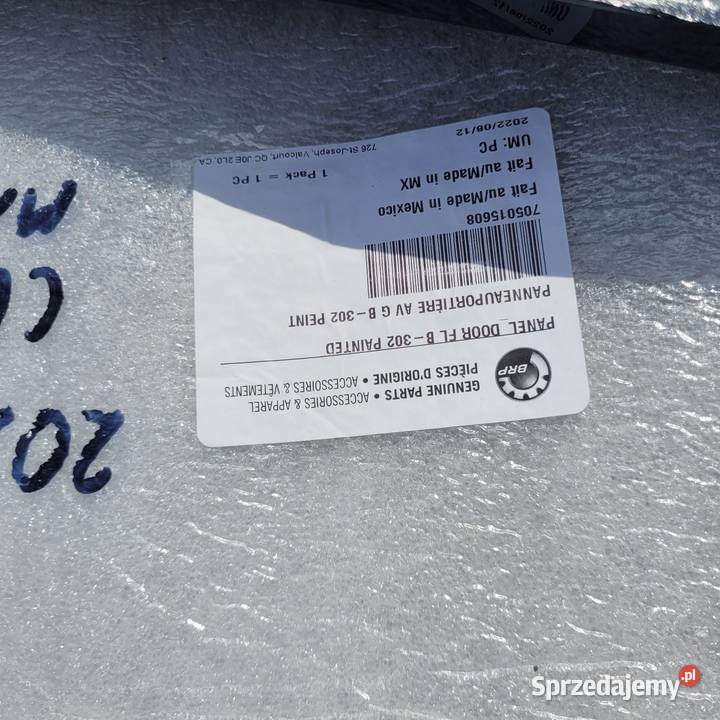 BRP
GENUINE PARTS • ACCESSORIES & APPAREL
PIÈCES D'ORIGINE • ACCESSOIRES & VÊTEMENTS
PANEL_DOOR FL B-302 PAINTED
PANNEAUPORTIÈRE AV G B-302 PEINT
705015608
Fait au/Made in Mexico
Fait au/Made in MX
1 Pack = 1 PC
UM: PC
2022/08/12
726 St-Joseph, Valcourt, QC J0E 2L0, CA
Sprzedajemy.pl